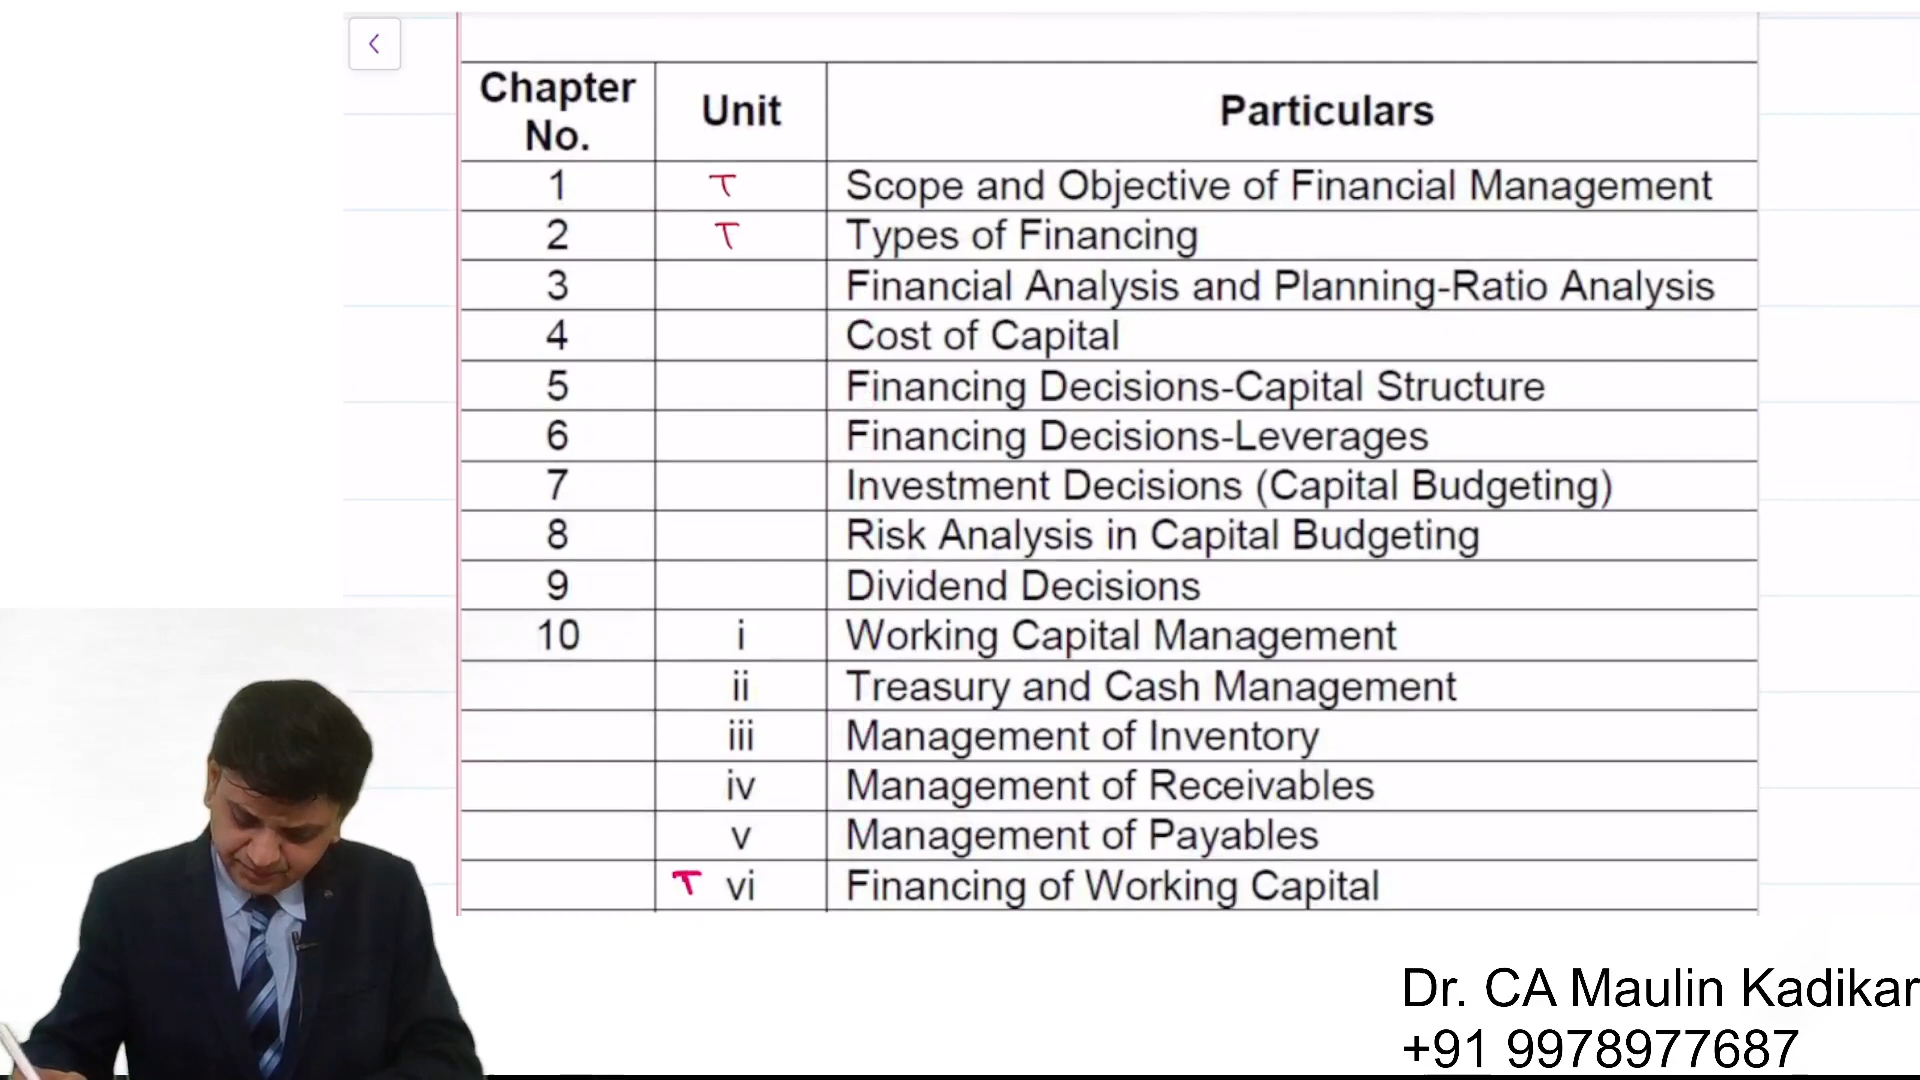 Chapter No. Unit Particulars
1 T Scope and Objective of Financial Management
2 T Types of Financing
3 Financial Analysis and Planning-Ratio Analysis
4 Cost of Capital
5 Financing Decisions-Capital Structure
6 Financing Decisions-Leverages
7 Investment Decisions (Capital Budgeting)
8 Risk Analysis in Capital Budgeting
9 Dividend Decisions
10 i Working Capital Management
ii Treasury and Cash Management
iii Management of Inventory
iv Management of Receivables
v Management of Payables
T vi Financing of Working Capital
Dr. CA Maulin Kadikar
+91 9978977687